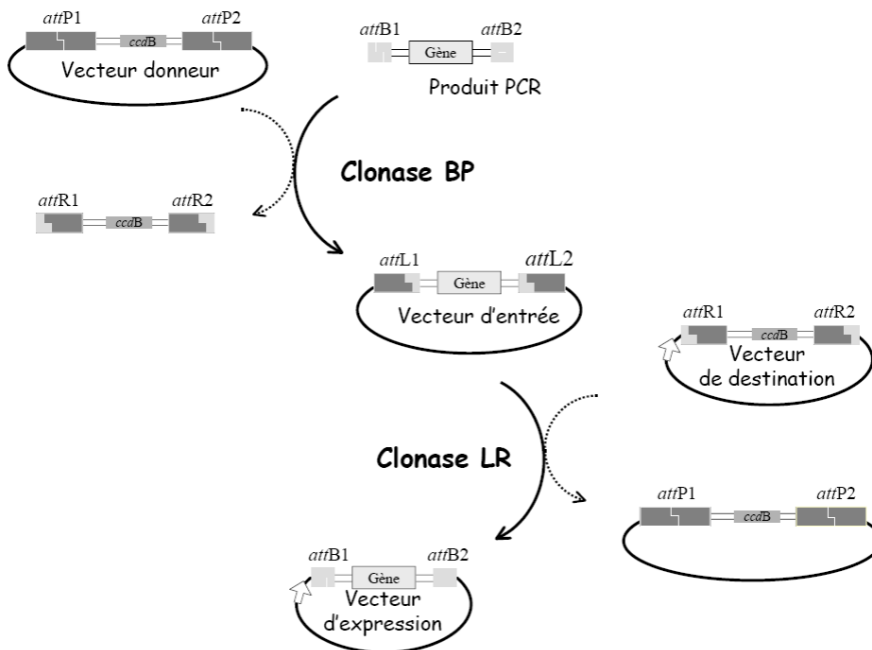 attP1 attP2
ccdB
Vecteur donneur
attB1 attB2
Gène
Produit PCR
Clonase BP
attR1 attR2
ccdB
attL1 attL2
Gène
Vecteur d'entrée
attR1 attR2
ccdB
Vecteur
de destination
Clonase LR
attP1 attP2
ccdB
attB1 attB2
Gène
Vecteur
d'expression